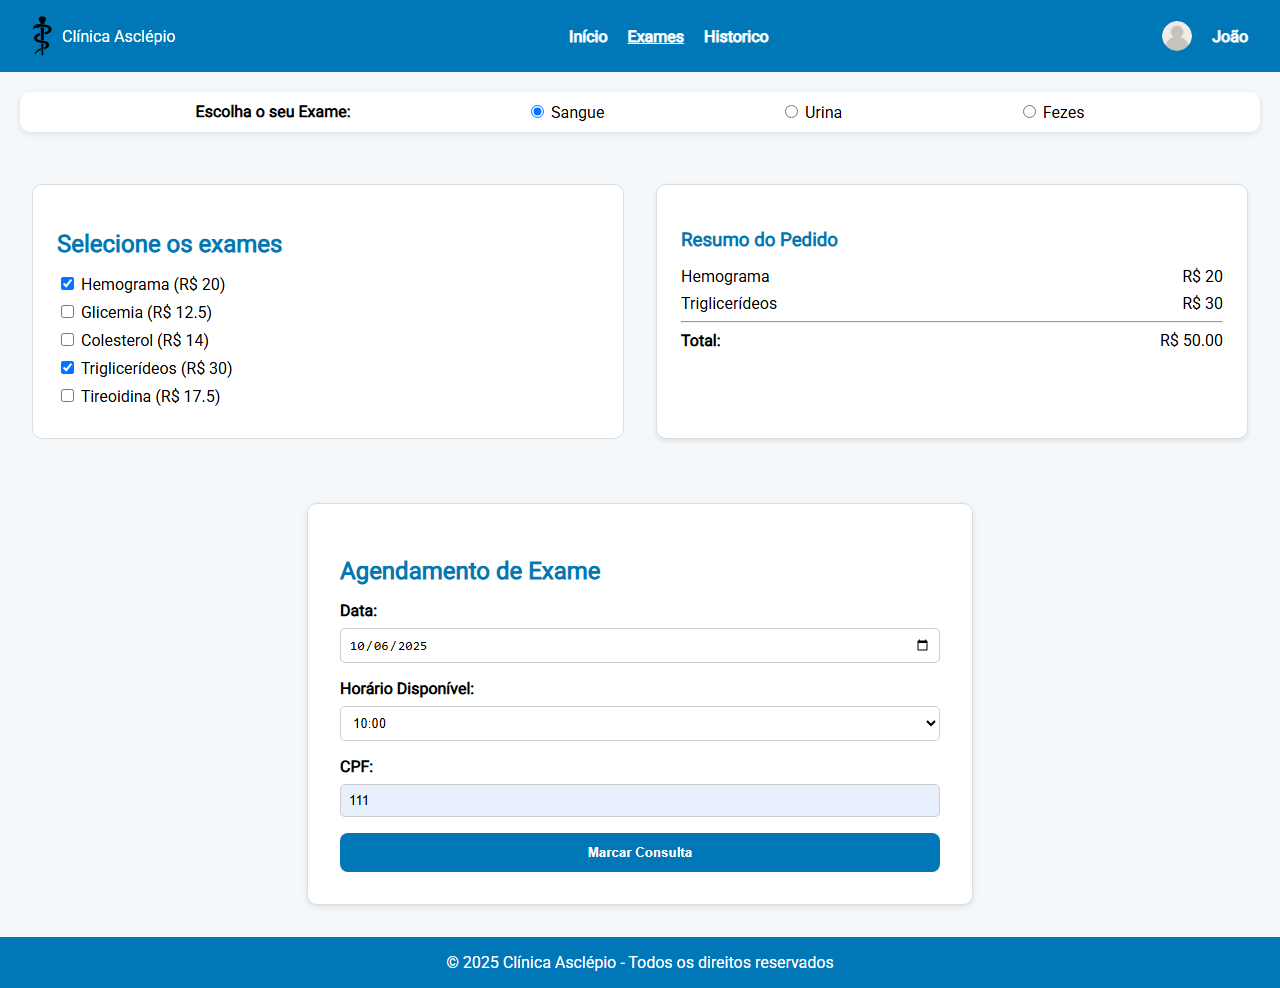 Clínica Asclépio
Início Exames Historico
João
Escolha o seu Exame: Sangue Urina Fezes
Selecione os exames
Hemograma (R$ 20)
Glicemia (R$ 12.5)
Colesterol (R$ 14)
Triglicerídeos (R$ 30)
Tireoidina (R$ 17.5)
Resumo do Pedido
Hemograma R$ 20
Triglicerídeos R$ 30
Total: R$ 50.00
Agendamento de Exame
Data:
10/06/2025
Horário Disponível:
10:00
CPF:
111
Marcar Consulta
© 2025 Clínica Asclépio - Todos os direitos reservados